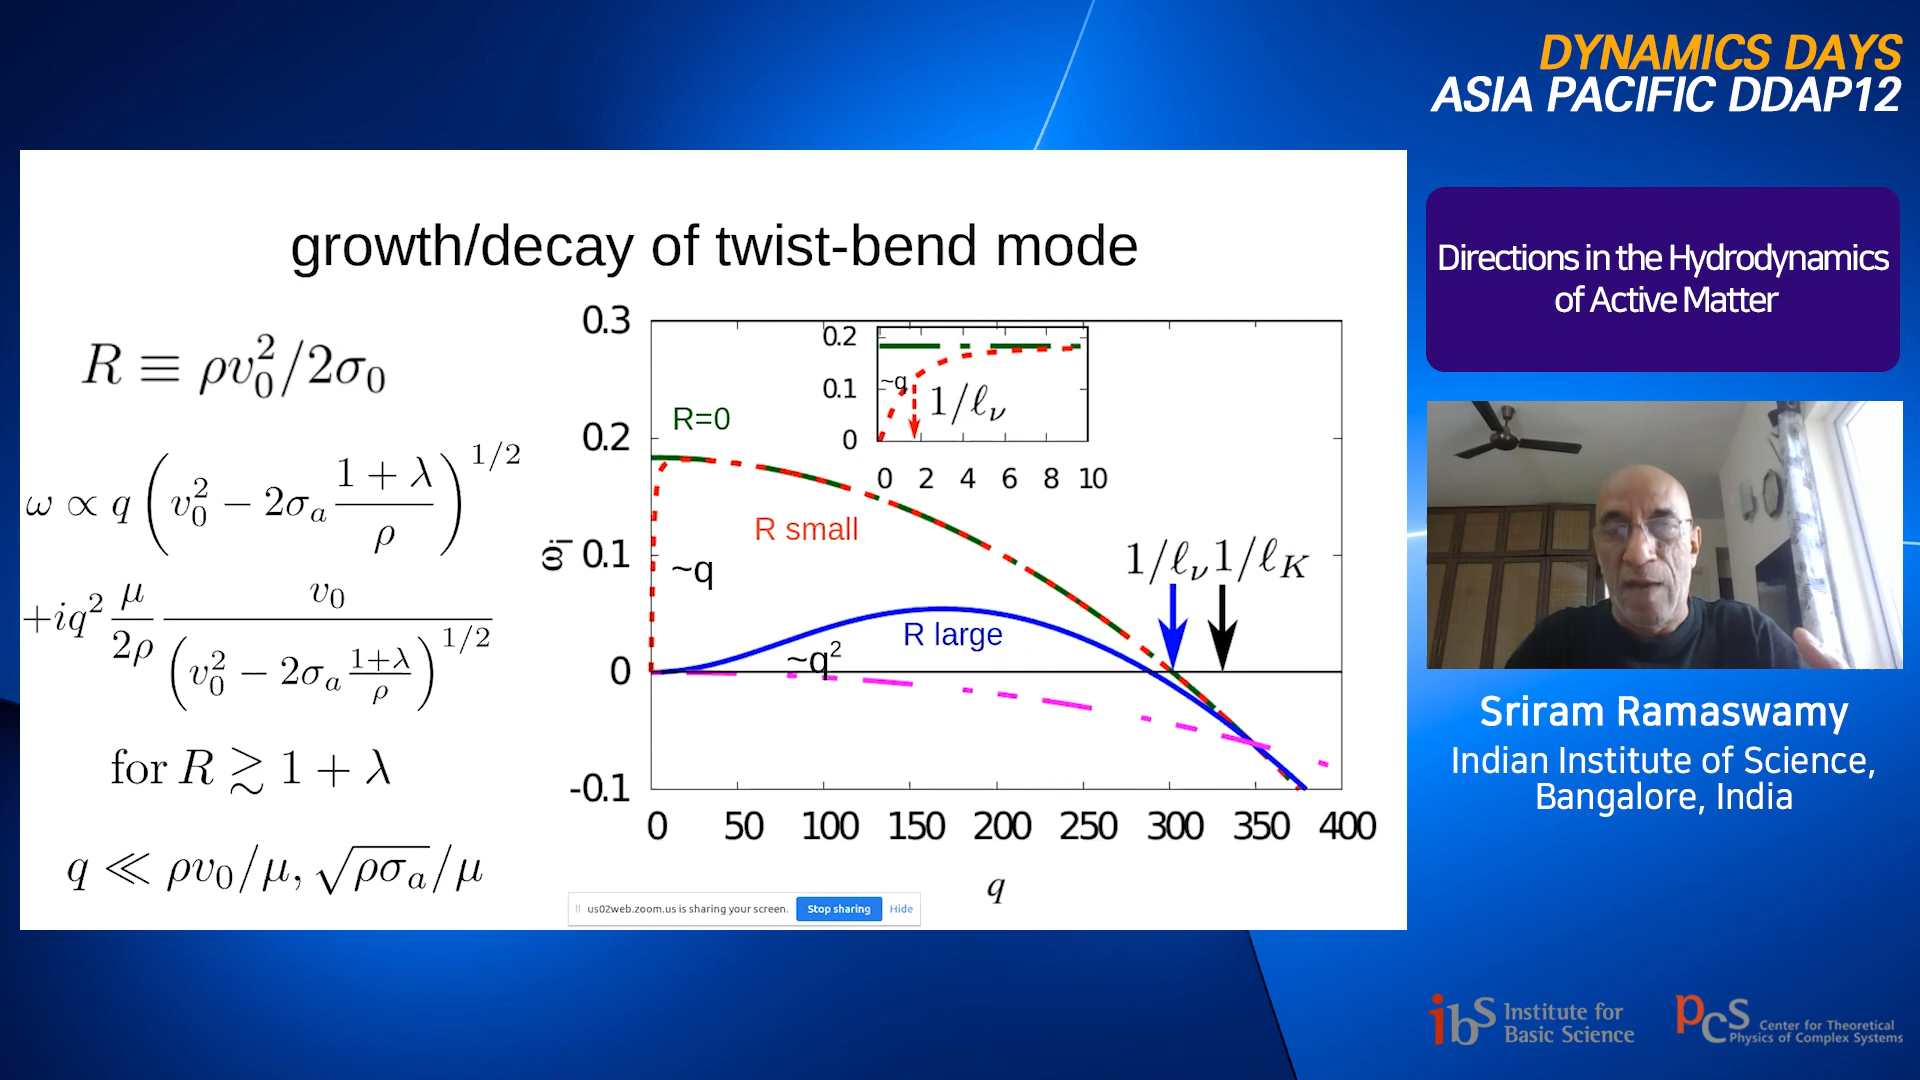 DYNAMICS DAYS
ASIA PACIFIC DDAP12
Directions in the Hydrodynamics
of Active Matter
growth/decay of twist-bend mode
R ≡ ρv₀²/2σ₀
ω ∝ q (v₀² − 2σₐ (1 + λ)/ρ)^1/2
+iq² μ/2ρ v₀/(v₀² − 2σₐ (1+λ)/ρ)^1/2
for R ≳ 1 + λ
q ≪ ρv₀/μ, √ρσₐ/μ
0.3
0.2
0.1
0
-0.1
ωᵢ
0 50 100 150 200 250 300 350 400
q
R=0
R small
~q
R large
~q²
1/ℓ_ν 1/ℓ_K
0.2
0.1
0
~q
1/ℓ_ν
0 2 4 6 8 10
us02web.zoom.us is sharing your screen. Stop sharing Hide
Sriram Ramaswamy
Indian Institute of Science,
Bangalore, India
ibs Institute for
Basic Science
pcs Center for Theoretical
Physics of Complex Systems